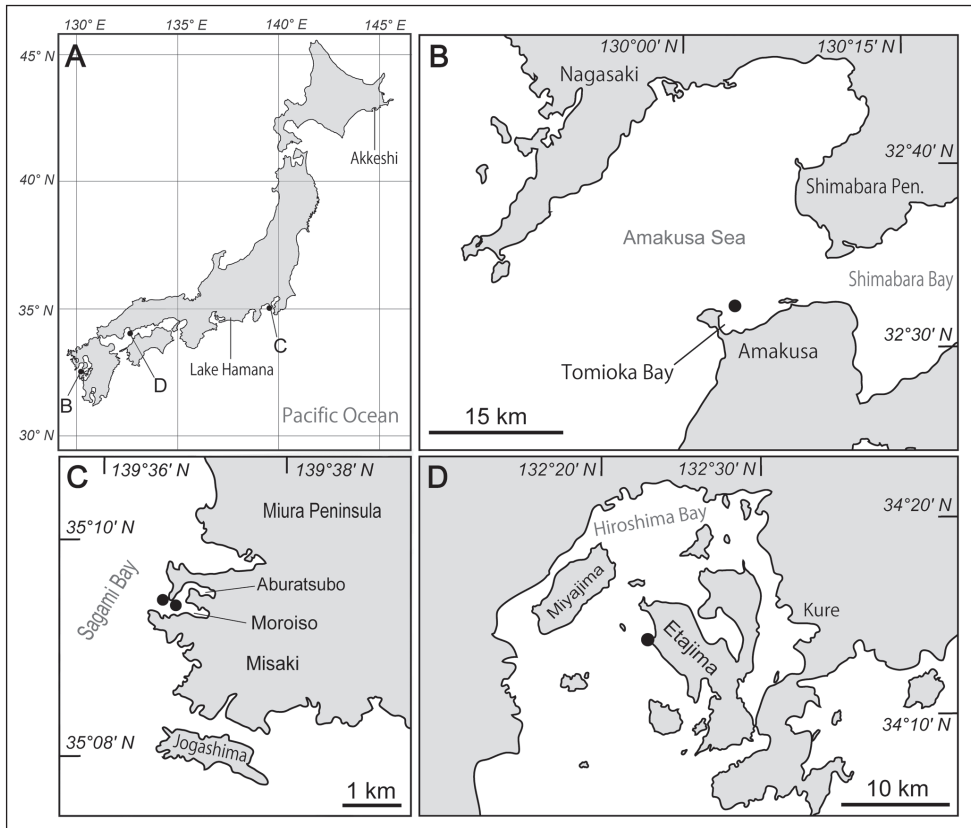 130° E
135° E
140° E
145° E
A
45° N
Akkeshi
40° N
35° N
C
Lake Hamana
B
D
Pacific Ocean
30° N
130°00' N
130°15' N
B
Nagasaki
32°40' N
Shimabara Pen.
Amakusa Sea
Shimabara Bay
32°30' N
Tomioka Bay
Amakusa
15 km
C
139°36' N
139°38' N
Miura Peninsula
35°10' N
Sagami Bay
Aburatsubo
Moroiso
Misaki
35°08' N
Jogashima
1 km
132°20' N
132°30' N
D
34°20' N
Hiroshima Bay
Miyajima
Kure
Etajima
34°10' N
10 km